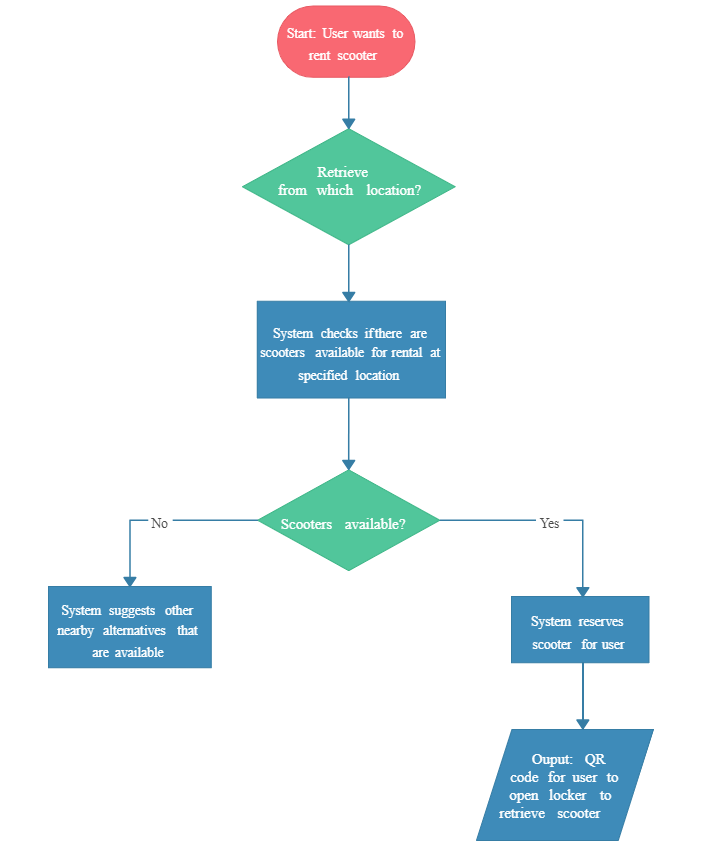 Start: User wants to
rent scooter
Retrieve
from which location?
System checks if there are
scooters available for rental at
specified location
Scooters available?
No
Yes
System suggests other
nearby alternatives that
are available
System reserves
scooter for user
Ouput: QR
code for user to
open locker to
retrieve scooter